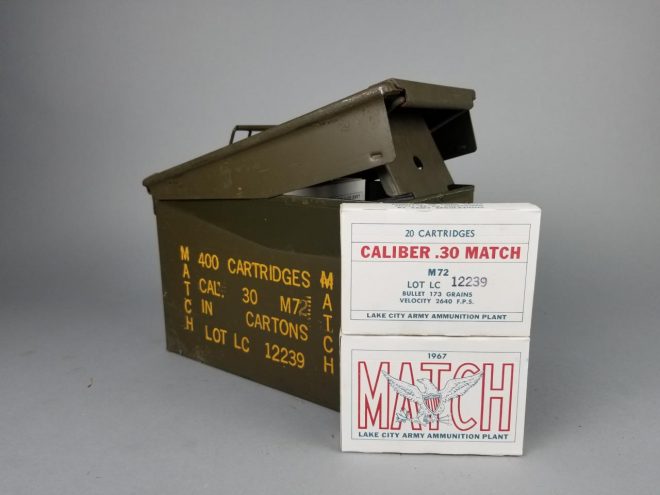 MATCH
400 CARTRIDGES
CAL. 30 M72
IN CARTONS
LOT LC 12239
MATCH
20 CARTRIDGES
CALIBER .30 MATCH
M72
LOT LC 12239
BULLET 173 GRAINS
VELOCITY 2640 F.P.S.
LAKE CITY ARMY AMMUNITION PLANT
1967
MATCH
LAKE CITY ARMY AMMUNITION PLANT